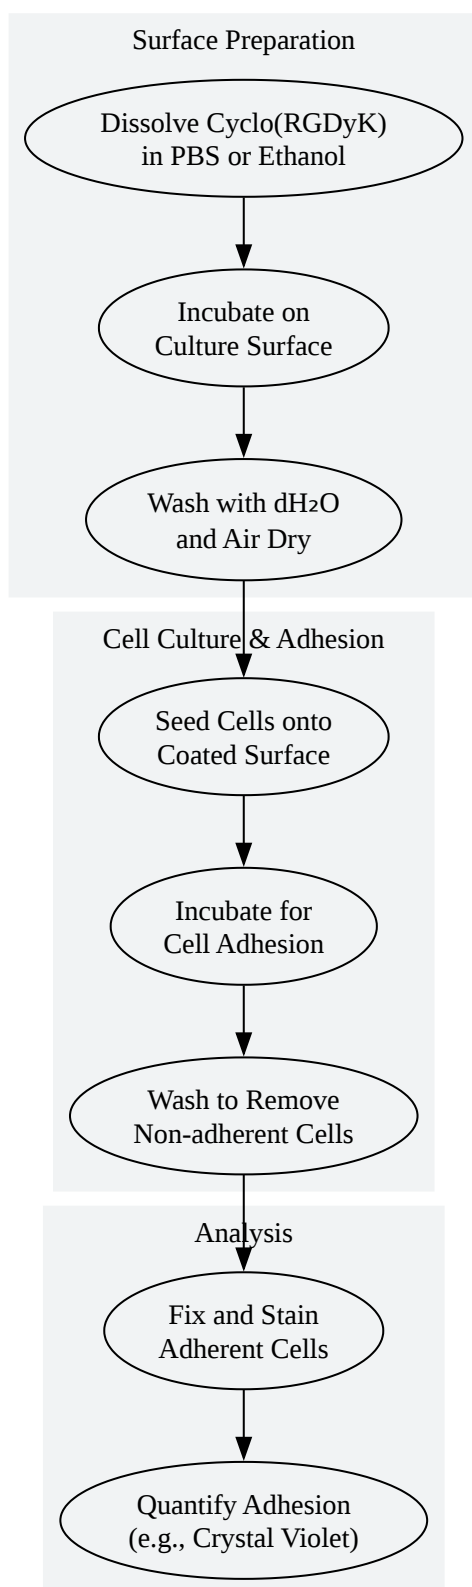 Surface Preparation
Dissolve Cyclo(RGDyK)
in PBS or Ethanol
Incubate on
Culture Surface
Wash with dH₂O
and Air Dry
Cell Culture & Adhesion
Seed Cells onto
Coated Surface
Incubate for
Cell Adhesion
Wash to Remove
Non-adherent Cells
Analysis
Fix and Stain
Adherent Cells
Quantify Adhesion
(e.g., Crystal Violet)